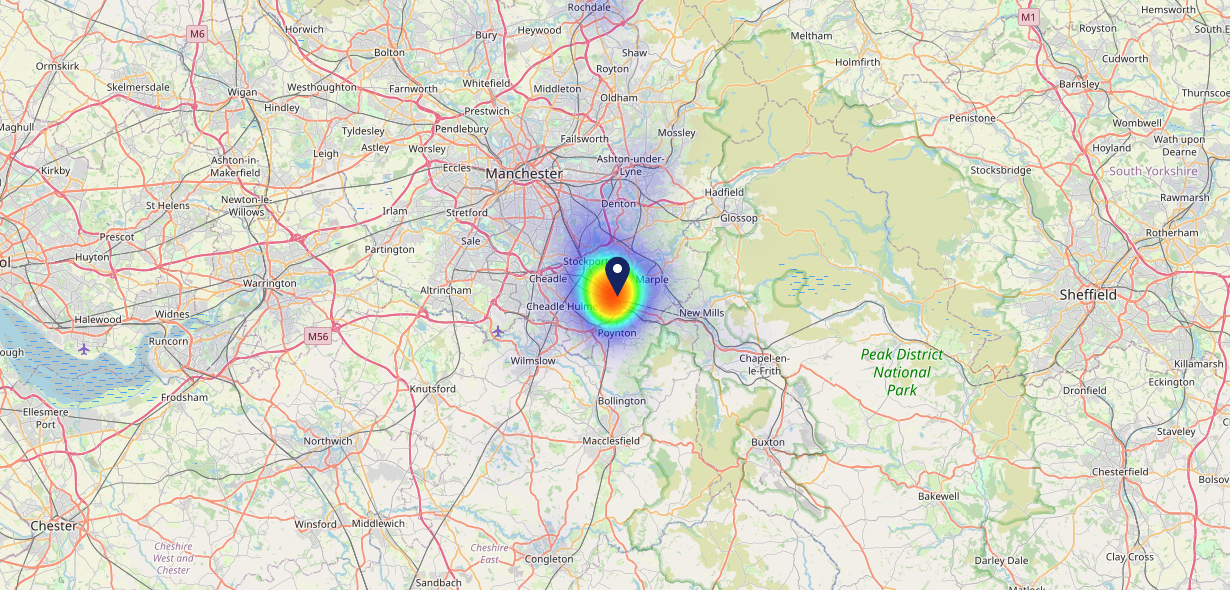 Rochdale
M6
Horwich
Bury
Heywood
M1
Hemsworth
Royston
South E
Meltham
Bolton
Shaw
Holmfirth
Cudworth
Ormskirk
Skelmersdale
Wigan
Westhoughton
Farnworth
Whitefield
Royton
Middleton
Oldham
Barnsley
Thurnscoe
Hindley
Prestwich
Maghull
Tyldesley
Pendlebury
Failsworth
Mossley
Penistone
Wombwell
Astley
Worsley
Leigh
Hoyland
Wath upon
Dearne
Kirkby
Ashton-in-
Makerfield
Eccles
Manchester
Ashton-under-
Lyne
Stocksbridge
South Yorkshire
St Helens
Newton-le-
Willows
Irlam
Stretford
Denton
Hadfield
Glossop
Rawmarsh
Prescot
Huyton
Partington
Sale
Rotherham
ol
Warrington
Altrincham
Stockport
Cheadle
Marple
Sheffield
Halewood
Widnes
Cheadle Hulm
New Mills
M56
Runcorn
Poynton
ough
Wilmslow
Chapel-en-
le-Frith
Peak District
National
Park
Killamarsh
Frodsham
Knutsford
Bollington
Dronfield
Eckington
Ellesmere
Port
Northwich
Macclesfield
Buxton
Staveley
Chesterfield
Bolsov
Bakewell
Chester
Winsford
Middlewich
Cheshire
West and
Chester
Cheshire
East
Congleton
Darley Dale
Clay Cross
Sandbach
Matlock